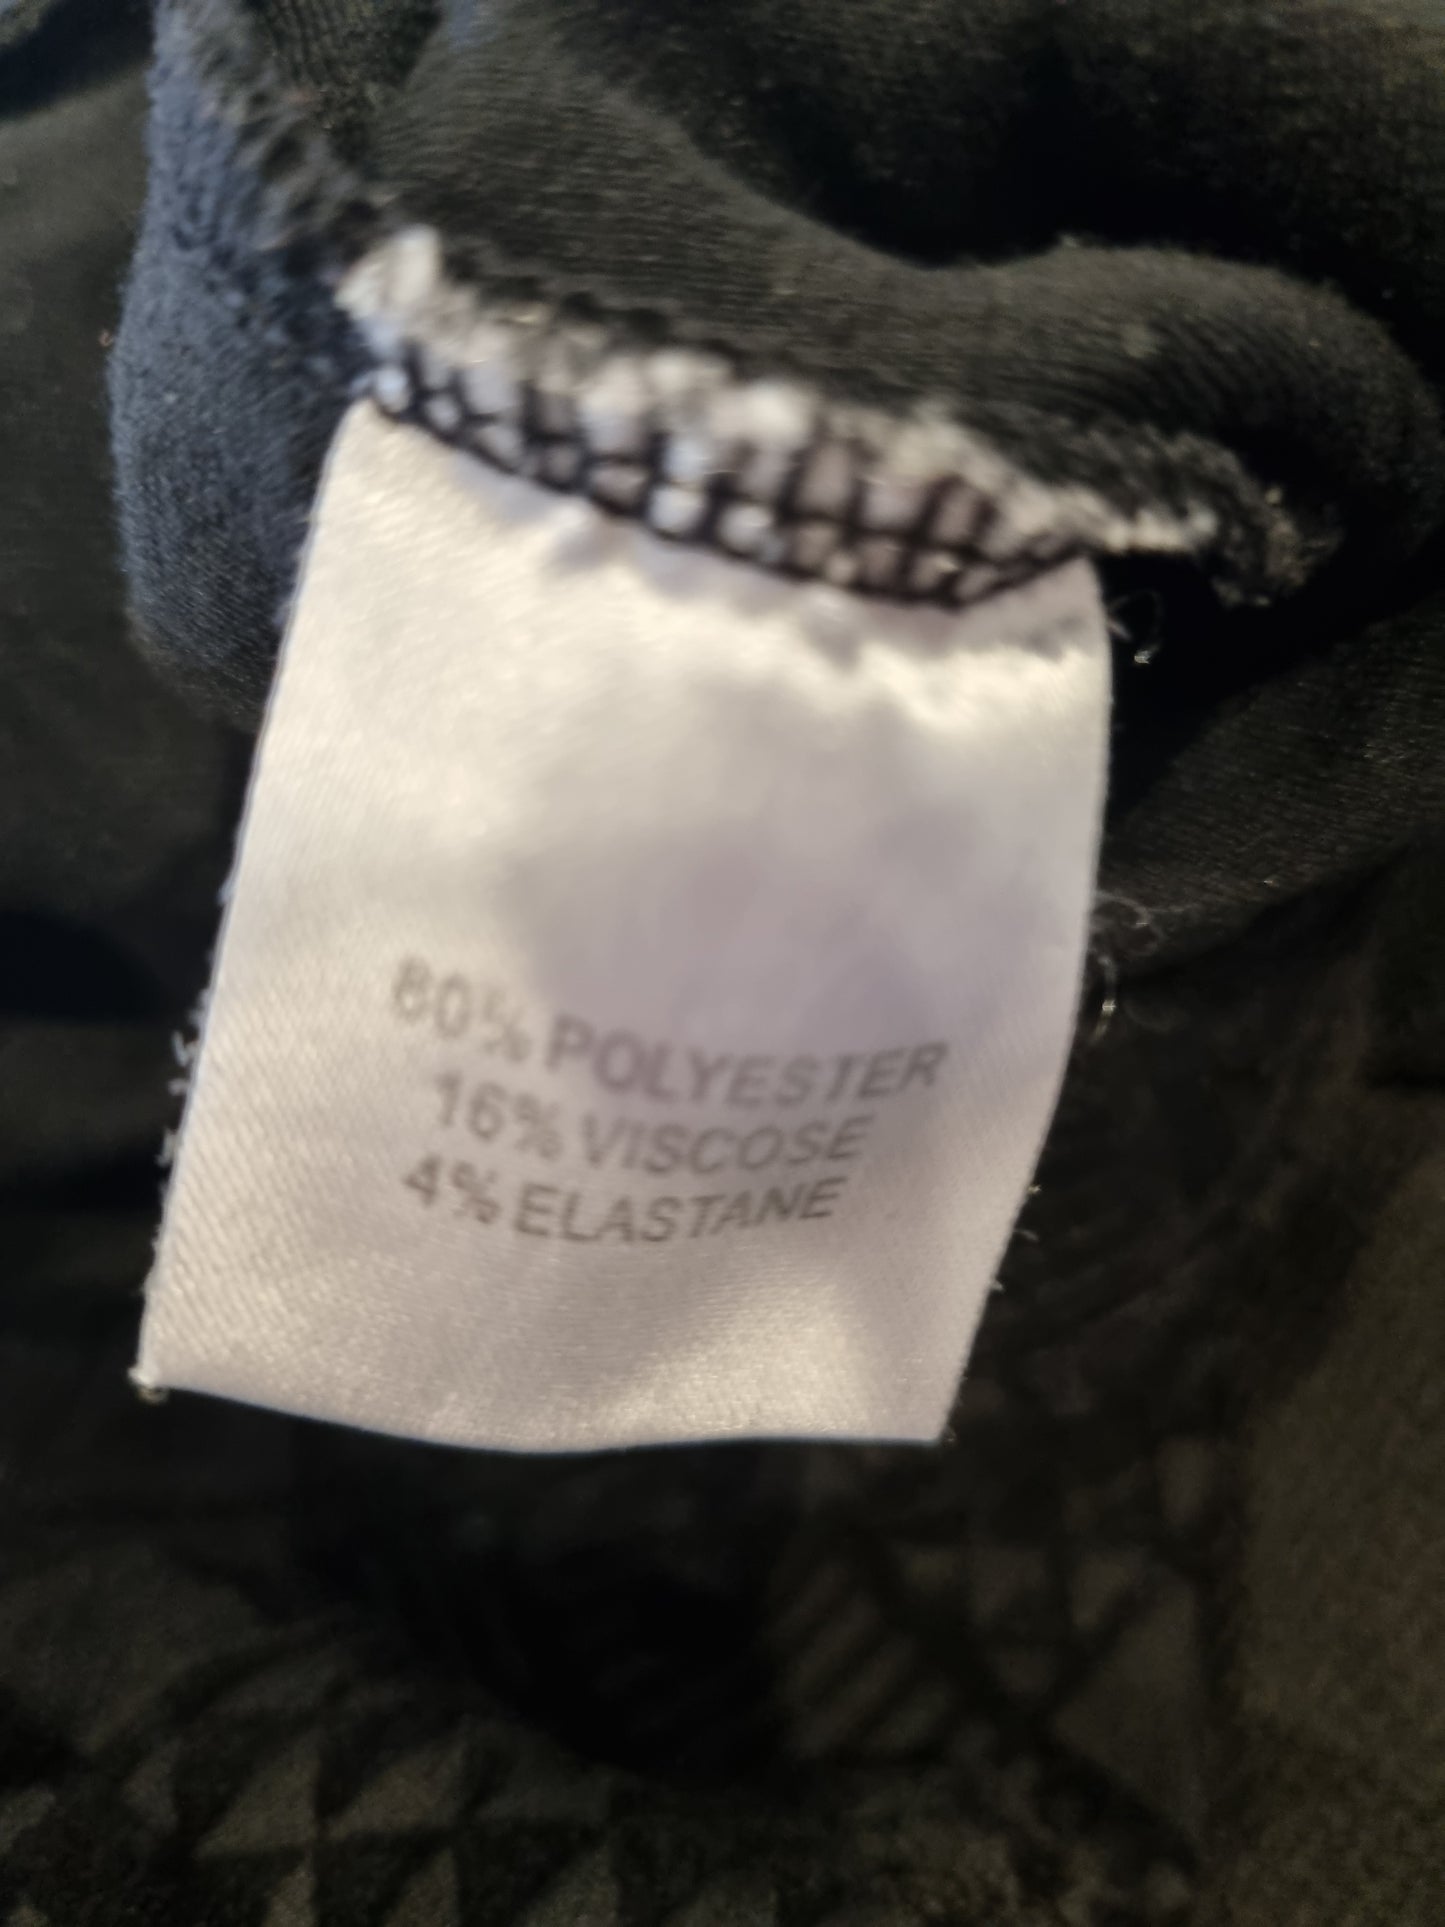 80% POLYESTER
16% VISCOSE
4% ELASTANE